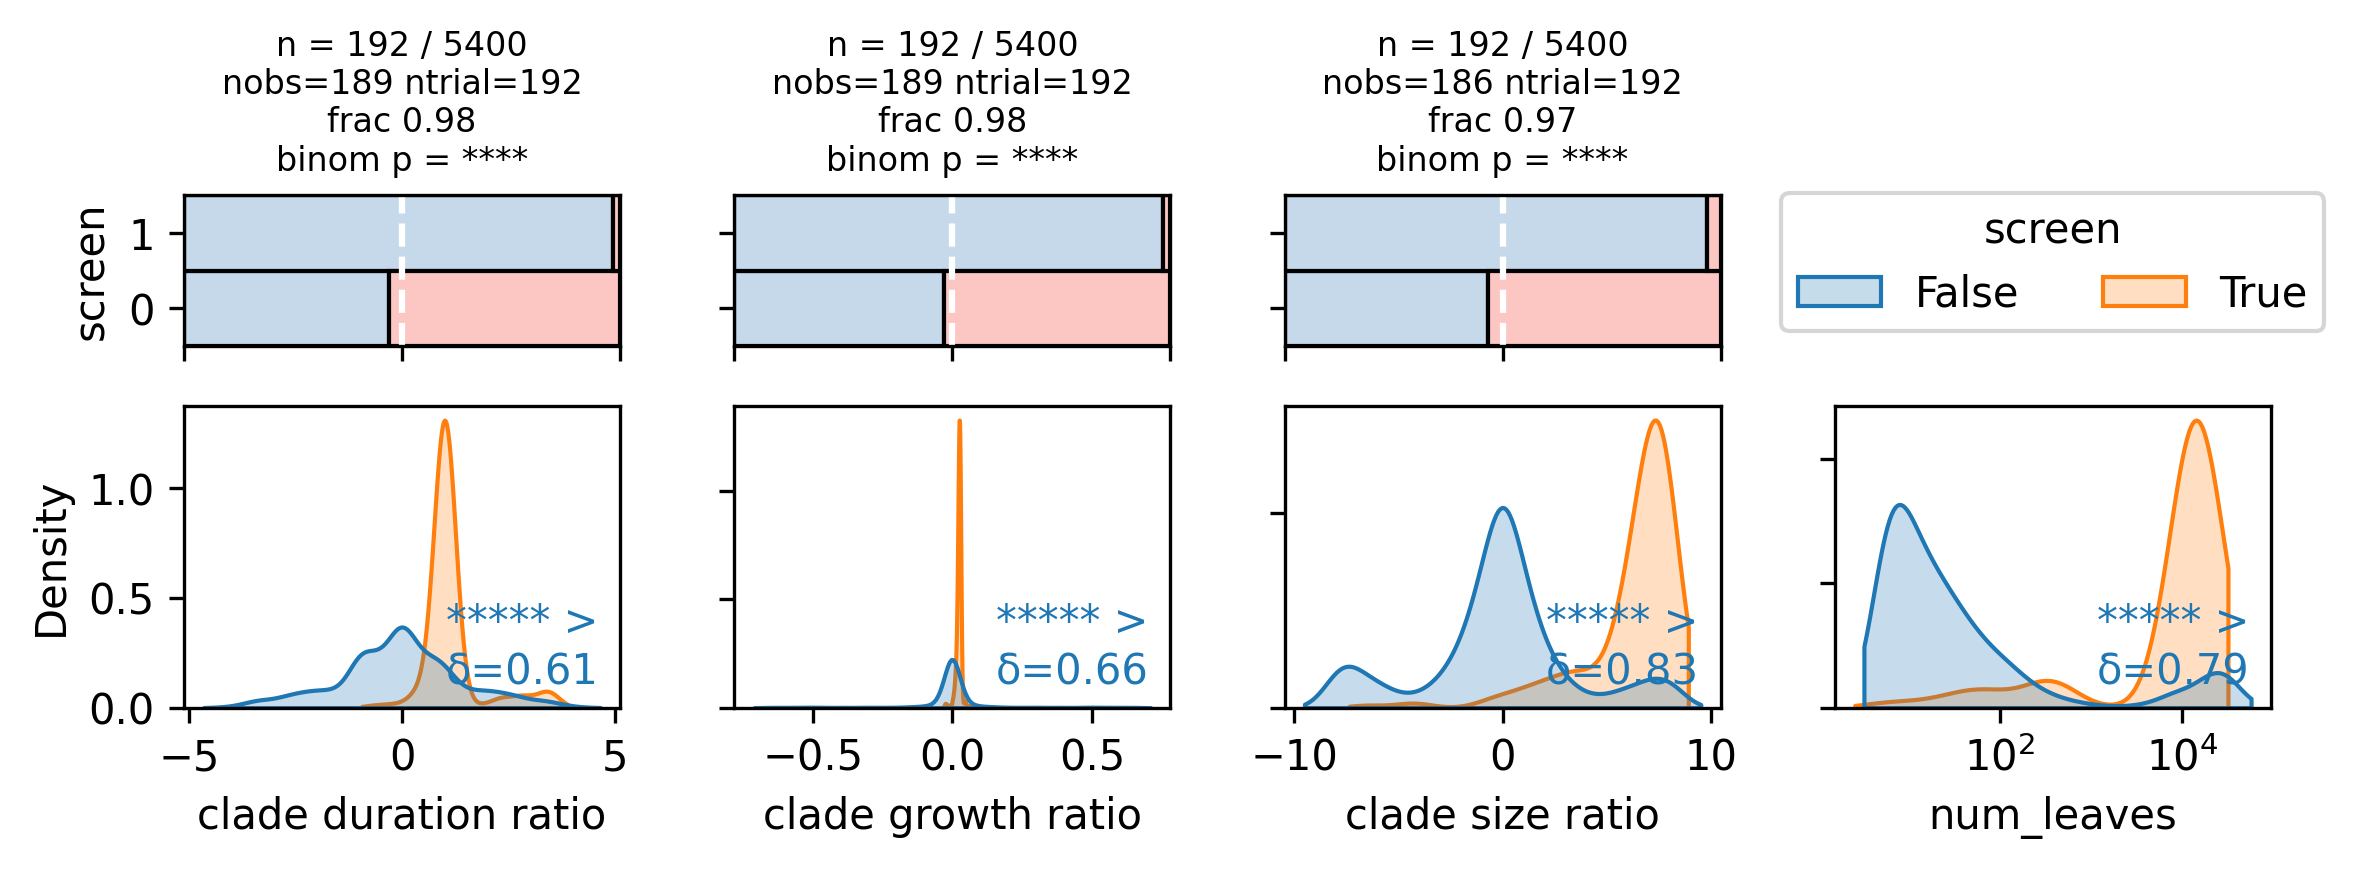 n = 192 / 5400
nobs=189 ntrial=192
frac 0.98
binom p = ****
n = 192 / 5400
nobs=189 ntrial=192
frac 0.98
binom p = ****
n = 192 / 5400
nobs=186 ntrial=192
frac 0.97
binom p = ****
screen
1
0
screen
False True
Density
1.0
0.5
0.0
***** >
δ=0.61
−5 0 5
clade duration ratio
***** >
δ=0.66
−0.5 0.0 0.5
clade growth ratio
***** >
δ=0.83
−10 0 10
clade size ratio
***** >
δ=0.79
10² 10⁴
num_leaves